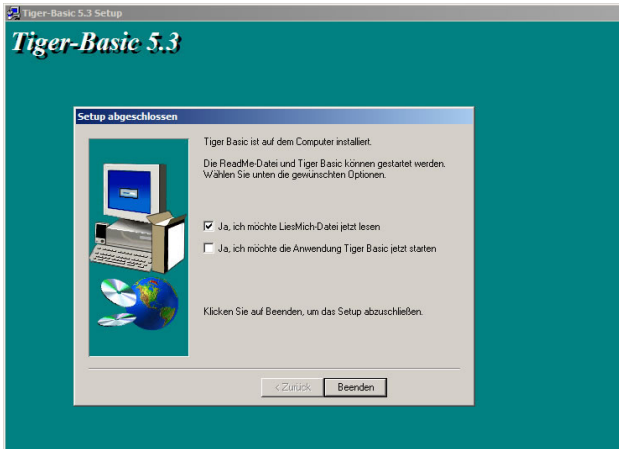 Tiger-Basic 5.3 Setup
Tiger-Basic 5.3
Setup abgeschlossen
Tiger Basic ist auf dem Computer installiert.
Die ReadMe-Datei und Tiger Basic können gestartet werden.
Wählen Sie unten die gewünschten Optionen.
Ja, ich möchte LiesMich-Datei jetzt lesen
Ja, ich möchte die Anwendung Tiger Basic jetzt starten
Klicken Sie auf Beenden, um das Setup abzuschließen.
< Zurück
Beenden